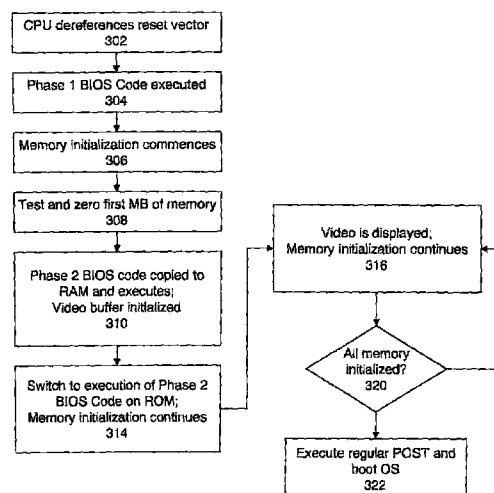 CPU dereferences reset vector
302
Phase 1 BIOS Code executed
304
Memory initialization commences
306
Test and zero first MB of memory
308
Phase 2 BIOS code copied to
RAM and executes;
Video buffer initialized
310
Switch to execution of Phase 2
BIOS Code on ROM;
Memory initialization continues
314
Video is displayed;
Memory initialization continues
316
All memory
initialized?
320
Execute regular POST and
boot OS
322